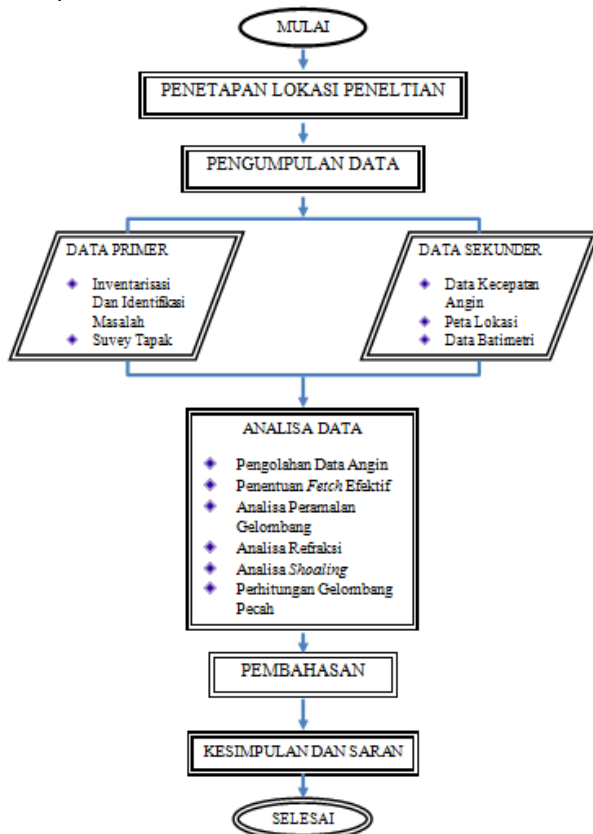 MULAI
PENETAPAN LOKASI PENELTIAN
PENGUMPULAN DATA
DATA PRIMER
Inventarisasi
Dan Identifikasi
Masalah
Suvey Tapak
DATA SEKUNDER
Data Kecepatan
Angin
Peta Lokasi
Data Batimetri
ANALISA DATA
Pengolahan Data Angin
Penentuan Fetch Efektif
Analisa Peramalan
Gelombang
Analisa Refraksi
Analisa Shoaling
Perhitungan Gelombang
Pecah
PEMBAHASAN
KESIMPULAN DAN SARAN
SELESAI